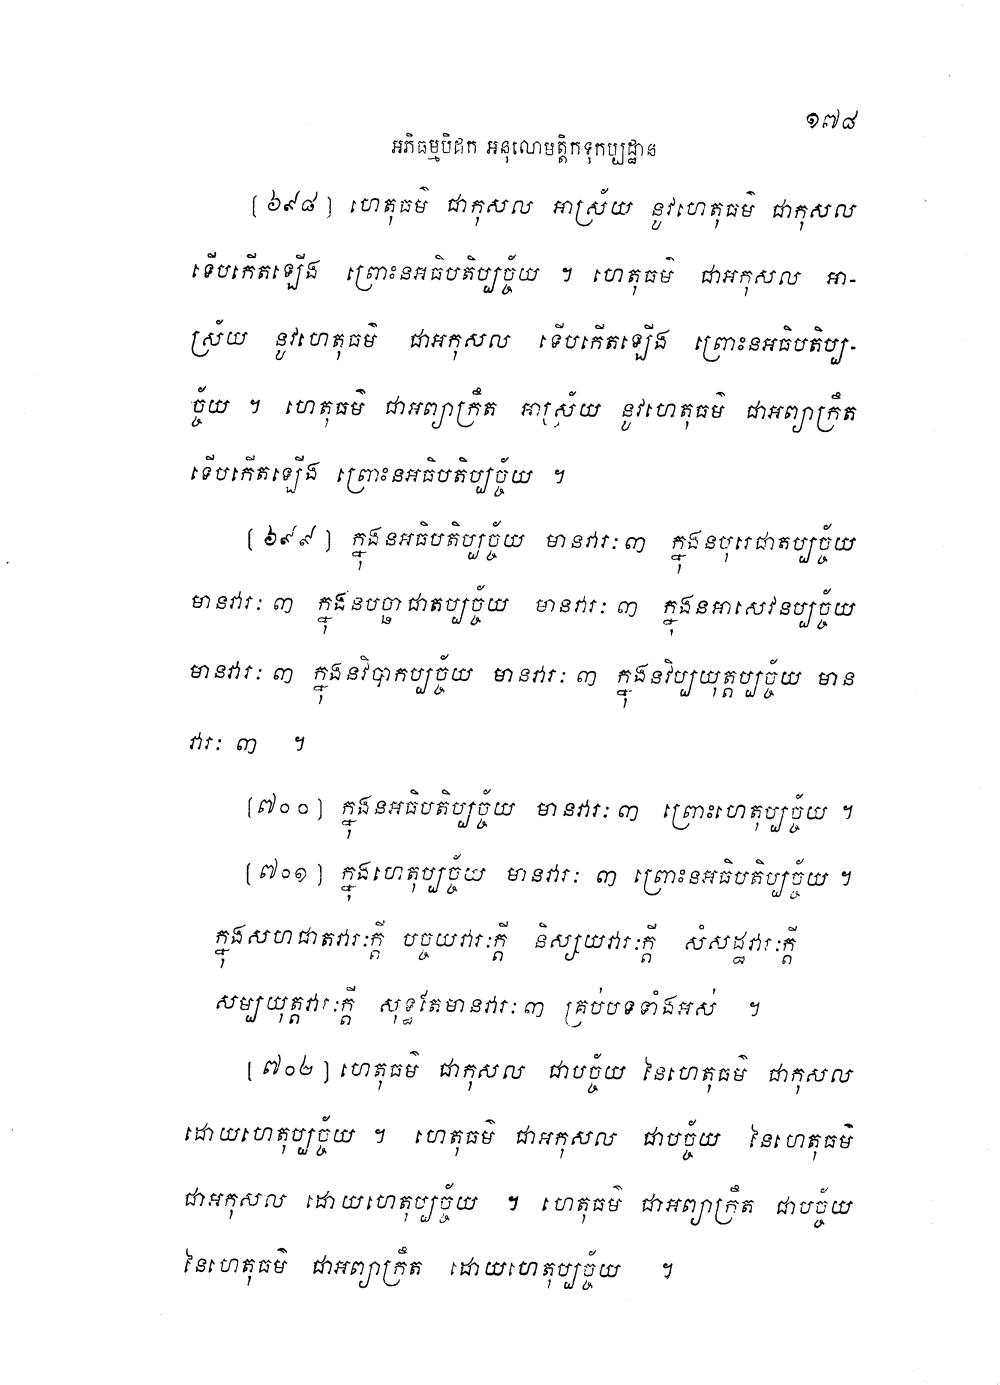 ១៧៨
អភិធម្មបិដក អនុលោមត្តិកទុកប្បដ្ឋាន
[៦៩៨] ហេតុធម៌ ជាកុសល អាស្រ័យ នូវហេតុធម៌ ជាកុសល
ទើបកើតឡើង ព្រោះនអធិបតិប្បច្ច័យ ។ ហេតុធម៌ ជាអកុសល អា-
ស្រ័យ នូវហេតុធម៌ ជាអកុសល ទើបកើតឡើង ព្រោះនអធិបតិប្ប-
ច្ច័យ ។ ហេតុធម៌ ជាអព្យាក្រឹត អាស្រ័យ នូវហេតុធម៌ ជាអព្យាក្រឹត
ទើបកើតឡើង ព្រោះនអធិបតិប្បច្ច័យ ។
[៦៩៩] ក្នុងនអធិបតិប្បច្ច័យ មានវារៈ ៣ ក្នុងនបុរេជាតប្បច្ច័យ
មានវារៈ ៣ ក្នុងនបច្ឆាជាតប្បច្ច័យ មានវារៈ ៣ ក្នុងនអាសេវនប្បច្ច័យ
មានវារៈ ៣ ក្នុងនវិបាកប្បច្ច័យ មានវារៈ ៣ ក្នុងនវិប្បយុត្តប្បច្ច័យ មាន
វារៈ ៣ ។
[៧០០] ក្នុងនអធិបតិប្បច្ច័យ មានវារៈ ៣ ព្រោះហេតុប្បច្ច័យ ។
[៧០១] ក្នុងហេតុប្បច្ច័យ មានវារៈ ៣ ព្រោះនអធិបតិប្បច្ច័យ ។
ក្នុងសហជាតវារៈក្ដី បច្ចយវារៈក្ដី និស្សយវារៈក្ដី សំសដ្ឋវារៈក្ដី
សម្បយុត្តវារៈក្ដី សុទ្ធតែមានវារៈ ៣ គ្រប់បទទាំងអស់ ។
[៧០២] ហេតុធម៌ ជាកុសល ជាបច្ច័យ នៃហេតុធម៌ ជាកុសល
ដោយហេតុប្បច្ច័យ ។ ហេតុធម៌ ជាអកុសល ជាបច្ច័យ នៃហេតុធម៌
ជាអកុសល ដោយហេតុប្បច្ច័យ ។ ហេតុធម៌ ជាអព្យាក្រឹត ជាបច្ច័យ
នៃហេតុធម៌ ជាអព្យាក្រឹត ដោយហេតុប្បច្ច័យ ។